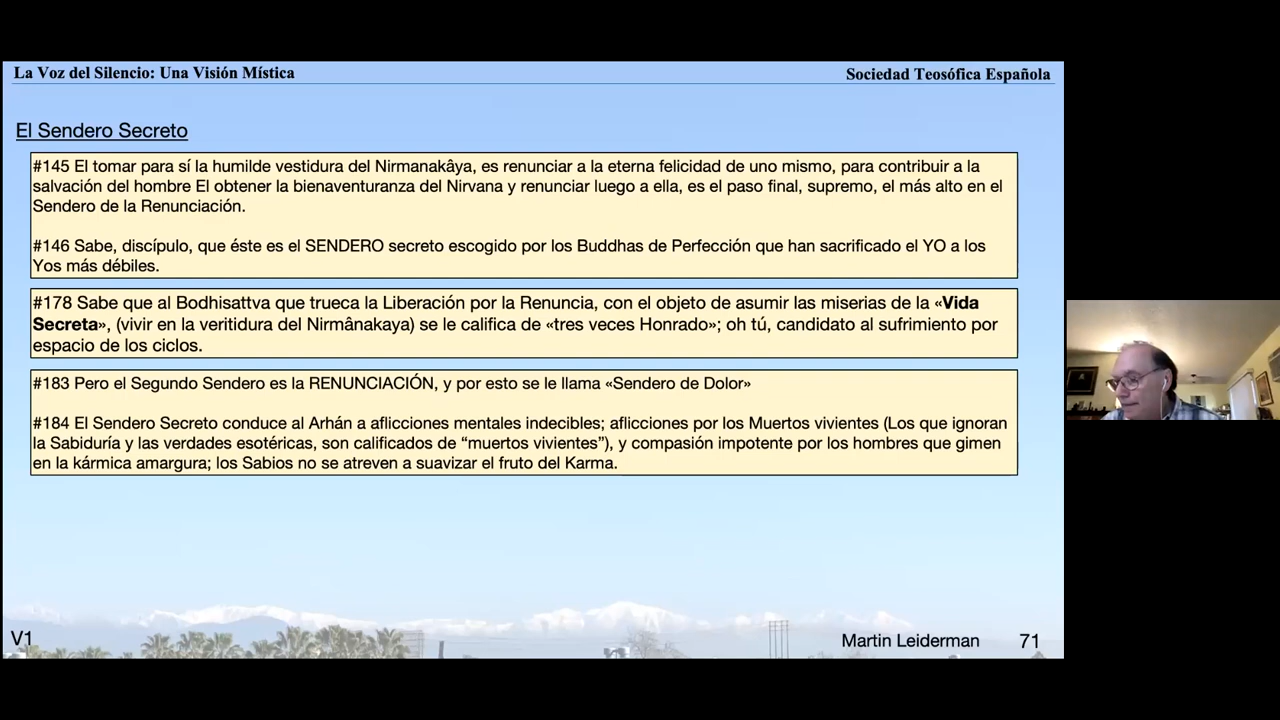 La Voz del Silencio: Una Visión Mística
Sociedad Teosófica Española
El Sendero Secreto
#145 El tomar para sí la humilde vestidura del Nirmanakâya, es renunciar a la eterna felicidad de uno mismo, para contribuir a la
salvación del hombre El obtener la bienaventuranza del Nirvana y renunciar luego a ella, es el paso final, supremo, el más alto en el
Sendero de la Renunciación.
#146 Sabe, discípulo, que éste es el SENDERO secreto escogido por los Buddhas de Perfección que han sacrificado el YO a los
Yos más débiles.
#178 Sabe que al Bodhisattva que trueca la Liberación por la Renuncia, con el objeto de asumir las miserias de la «Vida
Secreta», (vivir en la veritidura del Nirmânakaya) se le califica de «tres veces Honrado»; oh tú, candidato al sufrimiento por
espacio de los ciclos.
#183 Pero el Segundo Sendero es la RENUNCIACIÓN, y por esto se le llama «Sendero de Dolor»
#184 El Sendero Secreto conduce al Arhán a aflicciones mentales indecibles; aflicciones por los Muertos vivientes (Los que ignoran
la Sabiduría y las verdades esotéricas, son calificados de “muertos vivientes”), y compasión impotente por los hombres que gimen
en la kármica amargura; los Sabios no se atreven a suavizar el fruto del Karma.
V1
Martin Leiderman
71